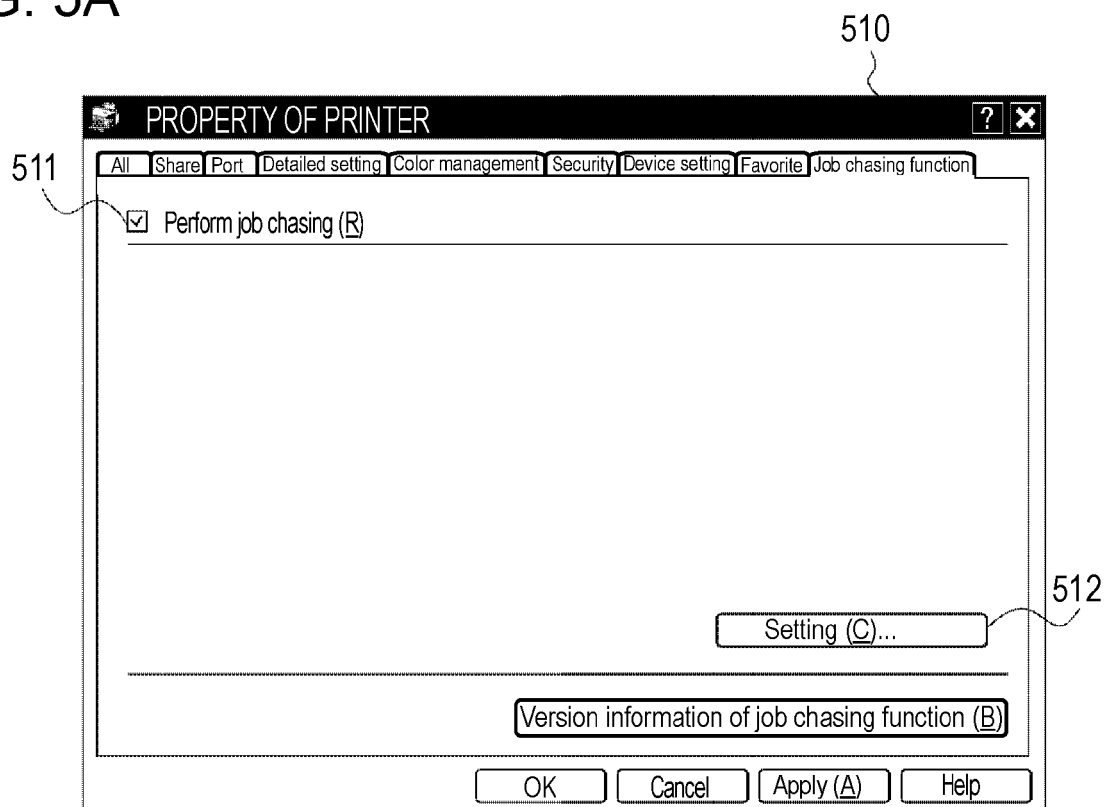 G. 5A
510
PROPERTY OF PRINTER ?
511
All Share Port Detailed setting Color management Security Device setting Favorite Job chasing function
Perform job chasing (R)
512
Setting (C)...
Version information of job chasing function (B)
OK Cancel Apply (A) Help